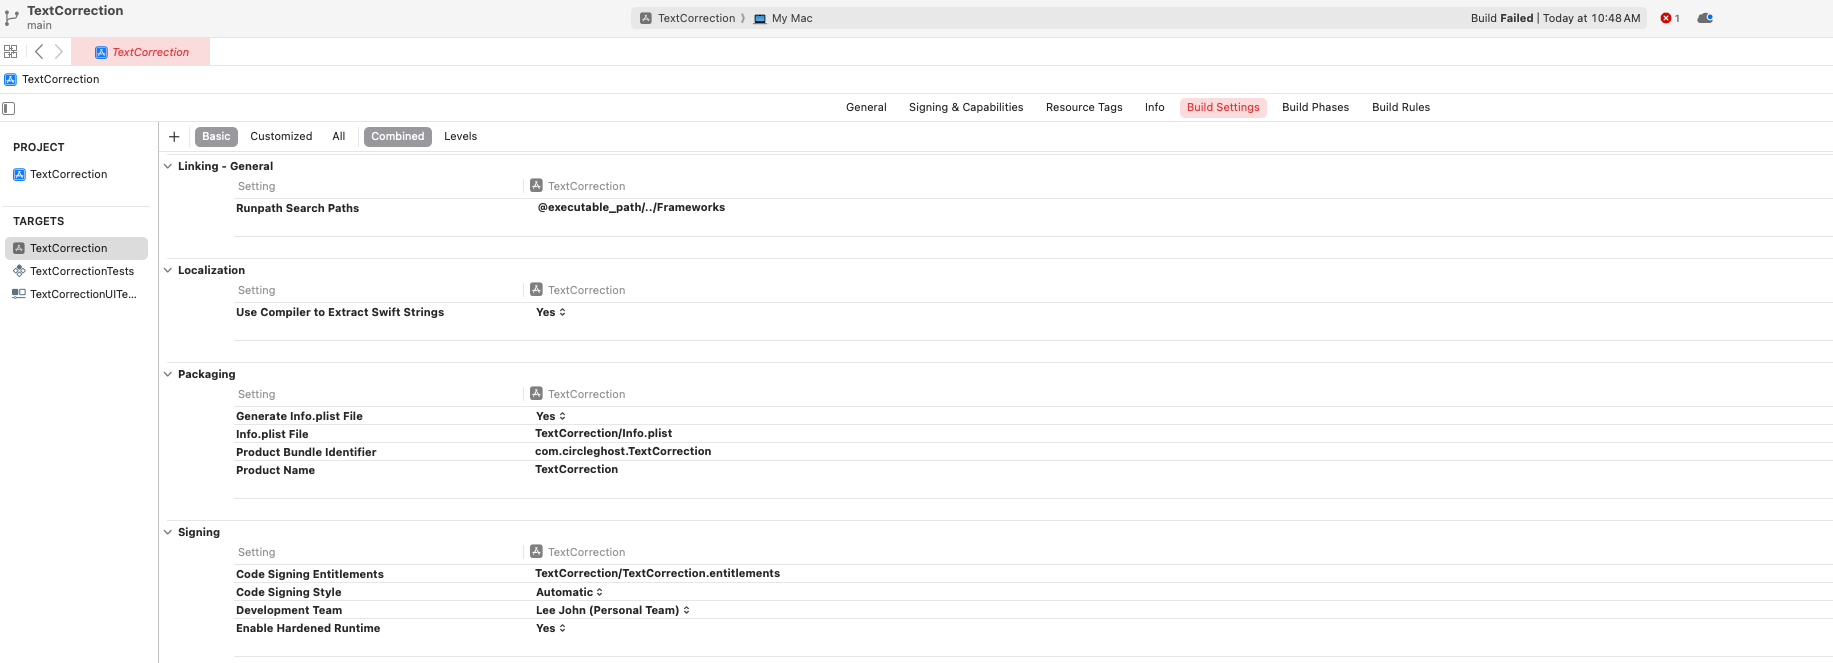 TextCorrection
main
TextCorrection 〉 My Mac
Build Failed | Today at 10:48 AM
1
TextCorrection
TextCorrection
General Signing & Capabilities Resource Tags Info Build Settings Build Phases Build Rules
Basic Customized All Combined Levels
PROJECT
TextCorrection
TARGETS
TextCorrection
TextCorrectionTests
TextCorrectionUITe...
Linking - General
Setting TextCorrection
Runpath Search Paths @executable_path/../Frameworks
Localization
Setting TextCorrection
Use Compiler to Extract Swift Strings Yes
Packaging
Setting TextCorrection
Generate Info.plist File Yes
Info.plist File TextCorrection/Info.plist
Product Bundle Identifier com.circleghost.TextCorrection
Product Name TextCorrection
Signing
Setting TextCorrection
Code Signing Entitlements TextCorrection/TextCorrection.entitlements
Code Signing Style Automatic
Development Team Lee John (Personal Team)
Enable Hardened Runtime Yes